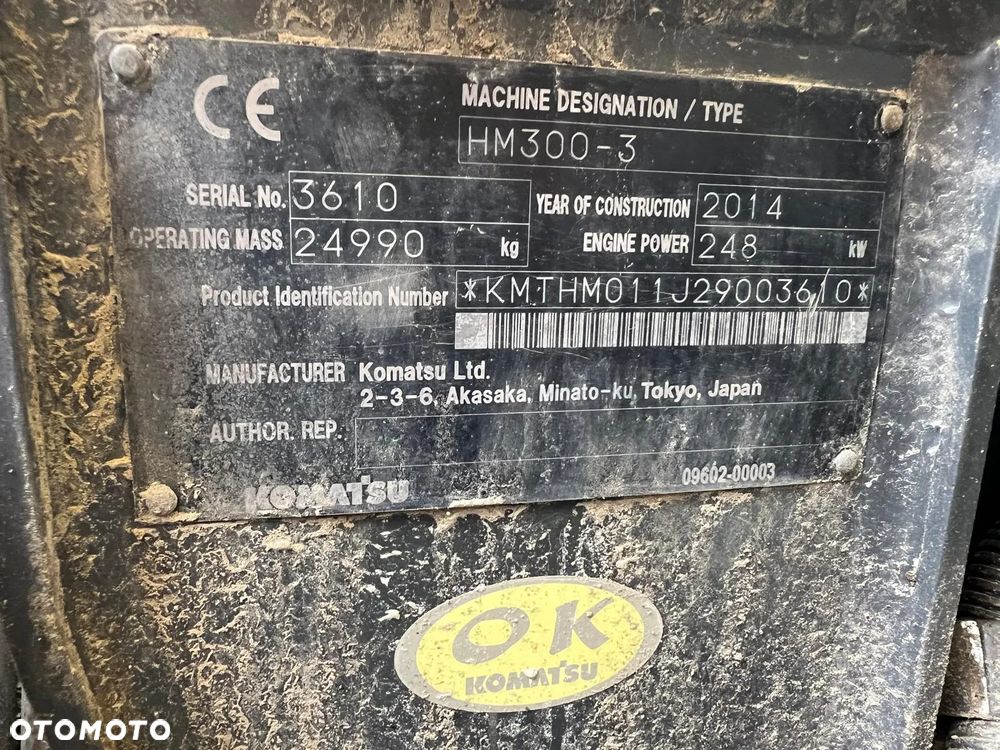 CE
MACHINE DESIGNATION / TYPE
HM300-3
SERIAL No. 3610
YEAR OF CONSTRUCTION 2014
OPERATING MASS 24990 kg
ENGINE POWER 248 kW
Product Identification Number *KMTHM011J29003610*
MANUFACTURER Komatsu Ltd.
2-3-6, Akasaka, Minato-ku, Tokyo, Japan
AUTHOR. REP.
09602-00003
KOMATSU
OK
KOMATSU
OTOMOTO